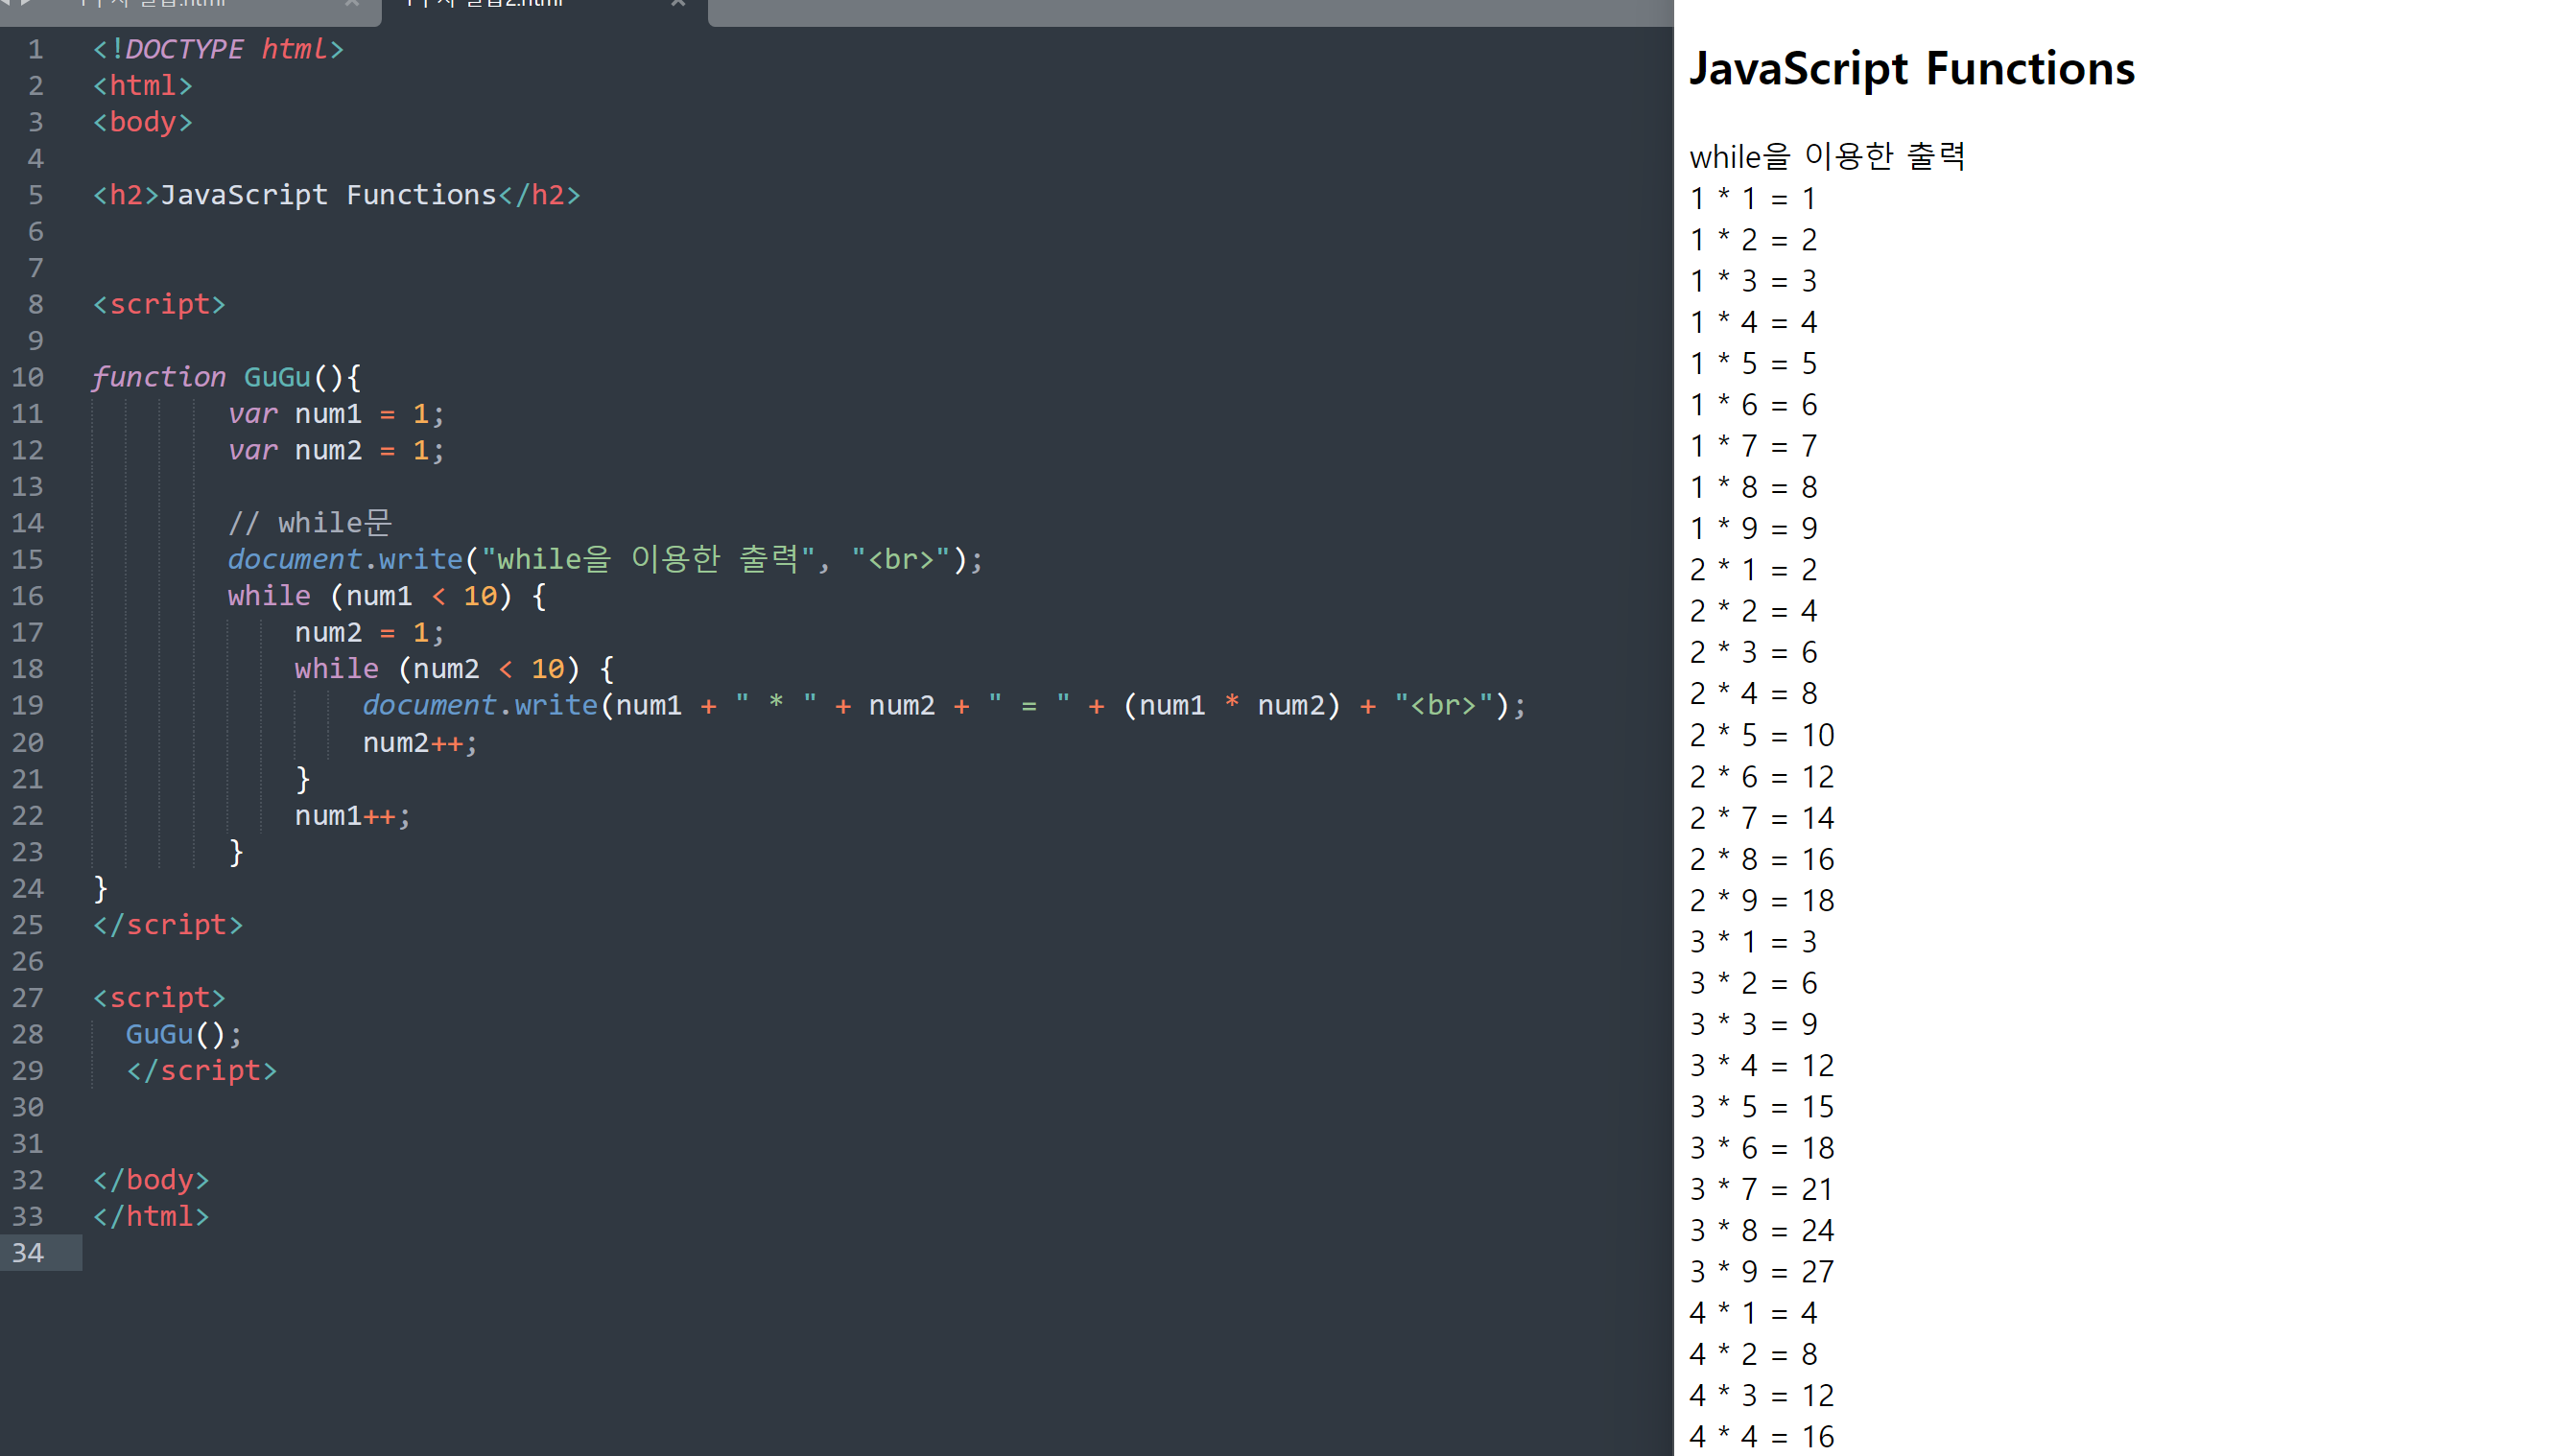 <!DOCTYPE html>
<html>
<body>
<h2>JavaScript Functions</h2>
<script>
function GuGu(){
var num1 = 1;
var num2 = 1;
// while문
document.write("while을 이용한 출력", "<br>");
while (num1 < 10) {
num2 = 1;
while (num2 < 10) {
document.write(num1 + " * " + num2 + " = " + (num1 * num2) + "<br>");
num2++;
}
num1++;
}
}
</script>
<script>
GuGu();
</script>
</body>
</html>
1
2
3
4
5
6
7
8
9
10
11
12
13
14
15
16
17
18
19
20
21
22
23
24
25
26
27
28
29
30
31
32
33
34
JavaScript Functions
while을 이용한 출력
1 * 1 = 1
1 * 2 = 2
1 * 3 = 3
1 * 4 = 4
1 * 5 = 5
1 * 6 = 6
1 * 7 = 7
1 * 8 = 8
1 * 9 = 9
2 * 1 = 2
2 * 2 = 4
2 * 3 = 6
2 * 4 = 8
2 * 5 = 10
2 * 6 = 12
2 * 7 = 14
2 * 8 = 16
2 * 9 = 18
3 * 1 = 3
3 * 2 = 6
3 * 3 = 9
3 * 4 = 12
3 * 5 = 15
3 * 6 = 18
3 * 7 = 21
3 * 8 = 24
3 * 9 = 27
4 * 1 = 4
4 * 2 = 8
4 * 3 = 12
4 * 4 = 16